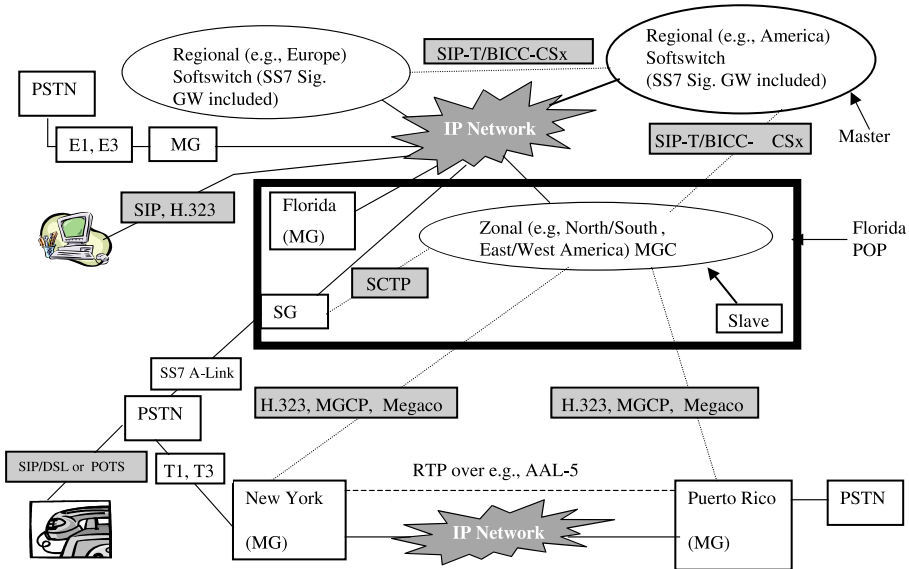 Regional (e.g., Europe)
Softswitch (SS7 Sig.
GW included)
SIP-T/BICC-CSx
Regional (e.g., America)
Softswitch
(SS7 Sig. GW included)
PSTN
E1, E3
MG
IP Network
SIP-T/BICC- CSx
Master
SIP, H.323
Florida
(MG)
Zonal (e.g, North/South ,
East/West America) MGC
Florida
POP
SCTP
SG
Slave
SS7 A-Link
H.323, MGCP, Megaco
H.323, MGCP, Megaco
PSTN
SIP/DSL or POTS
T1, T3
RTP over e.g., AAL-5
New York
(MG)
IP Network
Puerto Rico
(MG)
PSTN